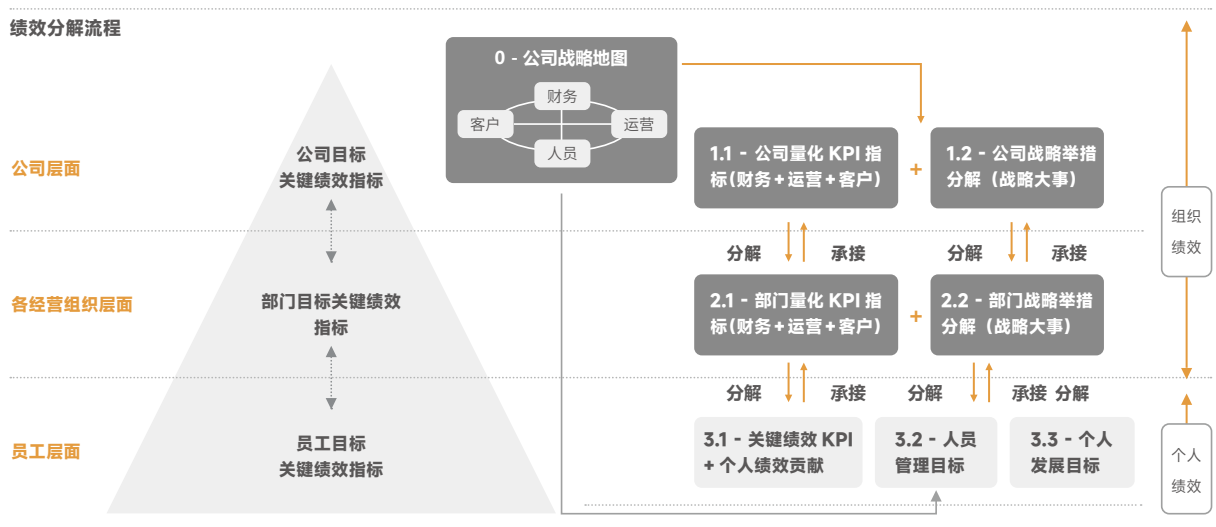 绩效分解流程
0 - 公司战略地图
财务
客户
运营
人员
公司层面
公司目标
关键绩效指标
1.1 - 公司量化 KPI 指
标(财务+运营+客户)
+
1.2 - 公司战略举措
分解（战略大事）
组织
绩效
分解
承接
分解
承接
各经营组织层面
部门目标关键绩效
指标
2.1 - 部门量化 KPI 指
标(财务+运营+客户)
+
2.2 - 部门战略举措
分解（战略大事）
分解
承接
分解
承接 分解
员工层面
员工目标
关键绩效指标
3.1 - 关键绩效 KPI
+ 个人绩效贡献
3.2 - 人员
管理目标
3.3 - 个人
发展目标
个人
绩效